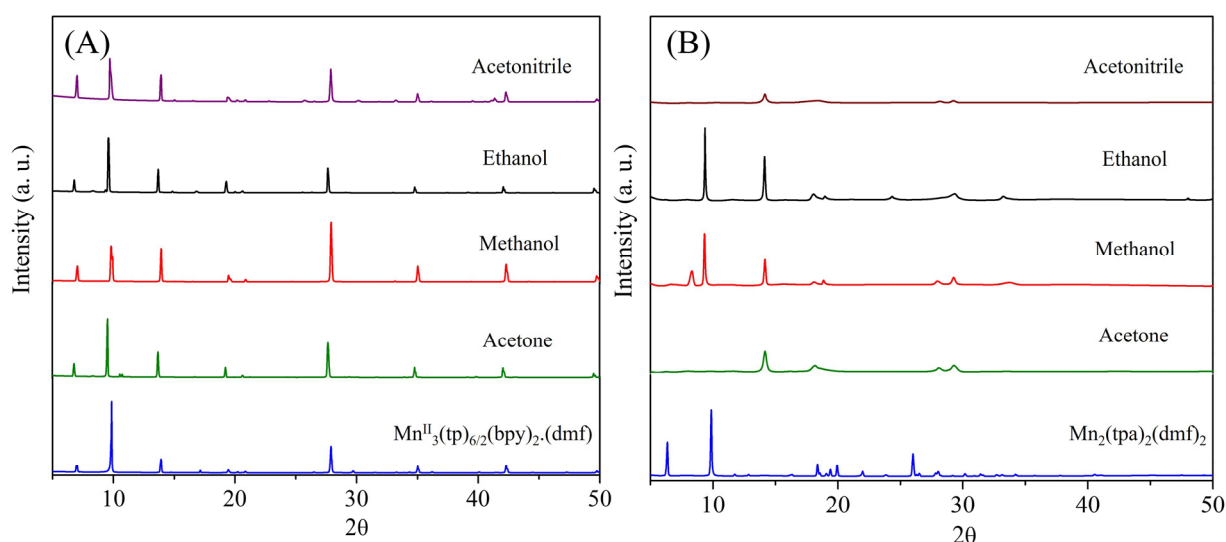 (A)
Acetonitrile
Ethanol
Methanol
Acetone
Mnᴵᴵ₃(tp)₆/₂(bpy)₂.(dmf)
Intensity (a. u.)
10 20 30 40 50
2θ
(B)
Acetonitrile
Ethanol
Methanol
Acetone
Mn₂(tpa)₂(dmf)₂
Intensity (a. u.)
10 20 30 40 50
2θ